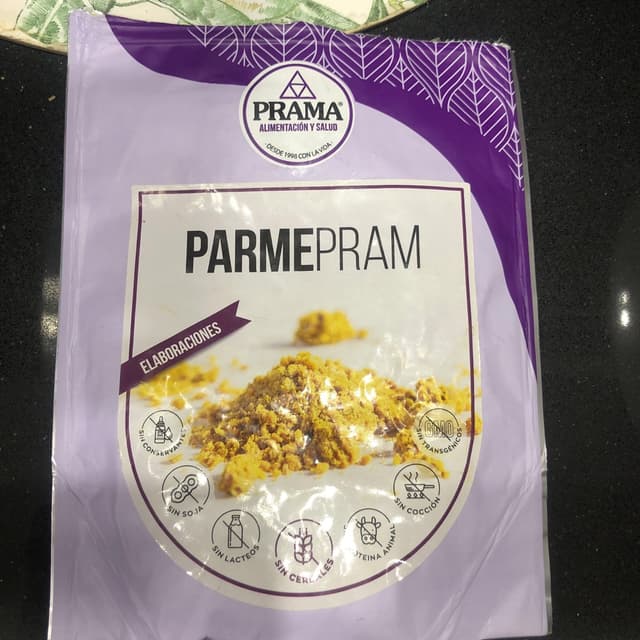 PRAMA®
ALIMENTACIÓN Y SALUD
·DESDE 1998 CON LA VIDA·
PARMEPRAM
ELABORACIONES
SIN CONSERVANTES
SIN SOJA
SIN LACTEOS
SIN CEREALES
PROTEINA ANIMAL
SIN COCCIÓN
SIN TRANSGÉNICOS
GMO